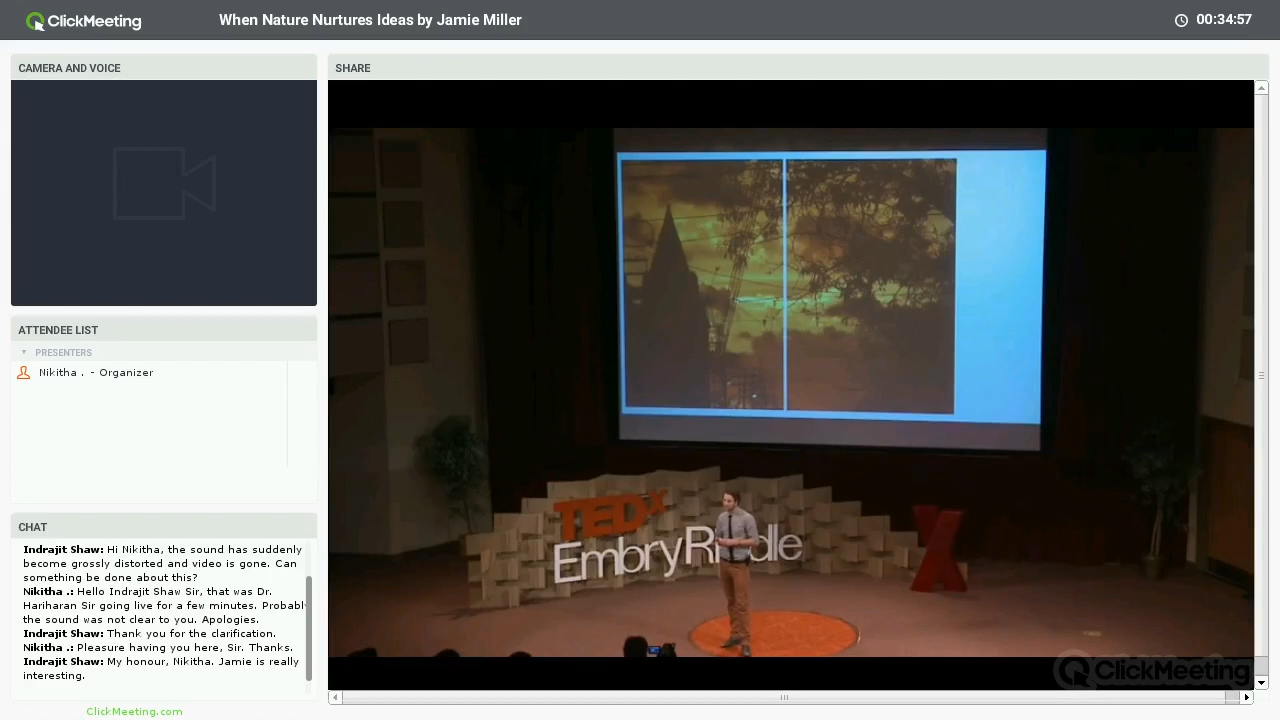 ClickMeeting
When Nature Nurtures Ideas by Jamie Miller
00:34:57
CAMERA AND VOICE
ATTENDEE LIST
PRESENTERS
Nikitha . - Organizer
CHAT
Indrajit Shaw: Hi Nikitha, the sound has suddenly
become grossly distorted and video is gone. Can
something be done about this?
Nikitha .: Hello Indrajit Shaw Sir, that was Dr.
Hariharan Sir going live for a few minutes. Probabl
the sound was not clear to you. Apologies.
Indrajit Shaw: Thank you for the clarification.
Nikitha .: Pleasure having you here, Sir. Thanks.
Indrajit Shaw: My honour, Nikitha. Jamie is really
interesting.
ClickMeeting.com
SHARE
TEDx
EmbryRiddle
X
ClickMeeting